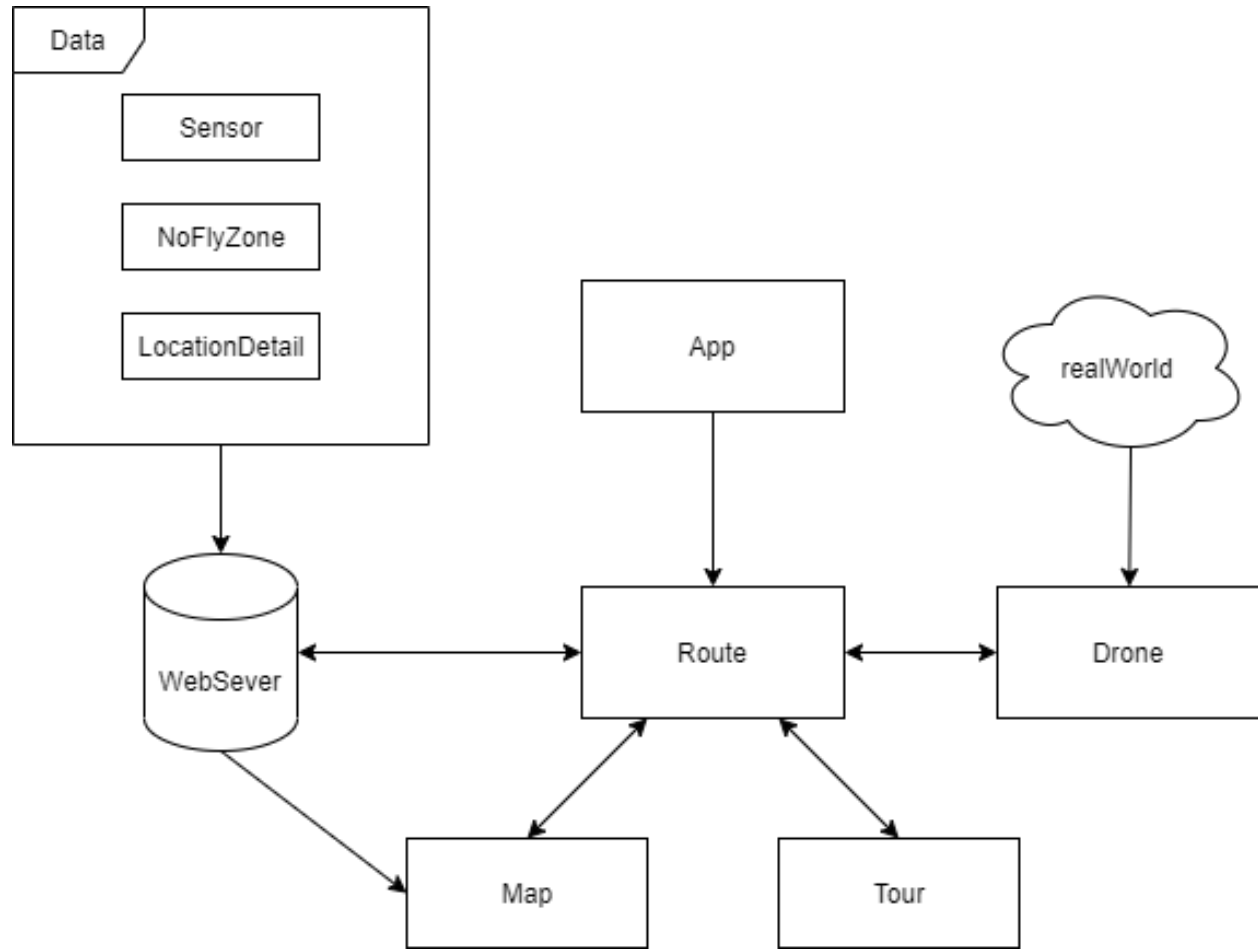 Data
Sensor
NoFlyZone
LocationDetail
App
realWorld
WebSever
Route
Drone
Map
Tour